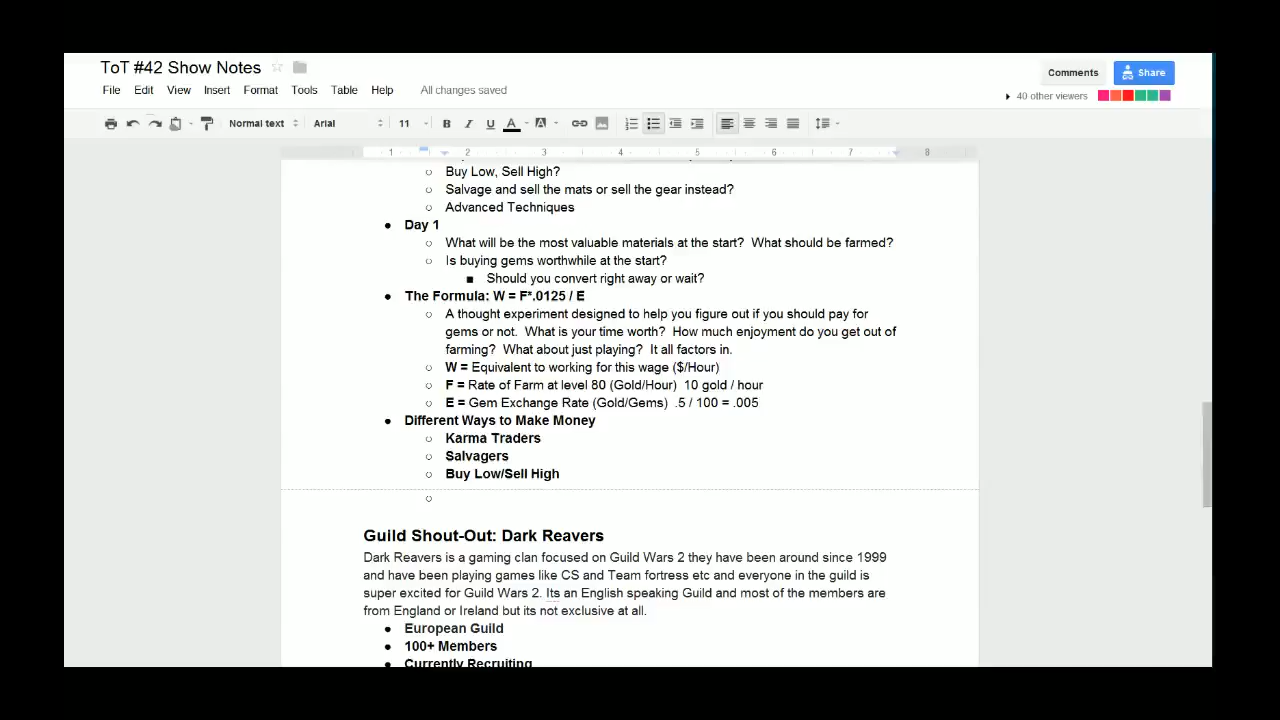 ToT #42 Show Notes
Comments
Share
File Edit View Insert Format Tools Table Help All changes saved
40 other viewers
Normal text Arial 11 B I U A A
1 2 3 4 5 6 7 8
Buy Low, Sell High?
Salvage and sell the mats or sell the gear instead?
Advanced Techniques
Day 1
What will be the most valuable materials at the start? What should be farmed?
Is buying gems worthwhile at the start?
Should you convert right away or wait?
The Formula: W = F*.0125 / E
A thought experiment designed to help you figure out if you should pay for
gems or not. What is your time worth? How much enjoyment do you get out of
farming? What about just playing? It all factors in.
W = Equivalent to working for this wage ($/Hour)
F = Rate of Farm at level 80 (Gold/Hour) 10 gold / hour
E = Gem Exchange Rate (Gold/Gems) .5 / 100 = .005
Different Ways to Make Money
Karma Traders
Salvagers
Buy Low/Sell High
Guild Shout-Out: Dark Reavers
Dark Reavers is a gaming clan focused on Guild Wars 2 they have been around since 1999
and have been playing games like CS and Team fortress etc and everyone in the guild is
super excited for Guild Wars 2. Its an English speaking Guild and most of the members are
from England or Ireland but its not exclusive at all.
European Guild
100+ Members
Currently Recruiting